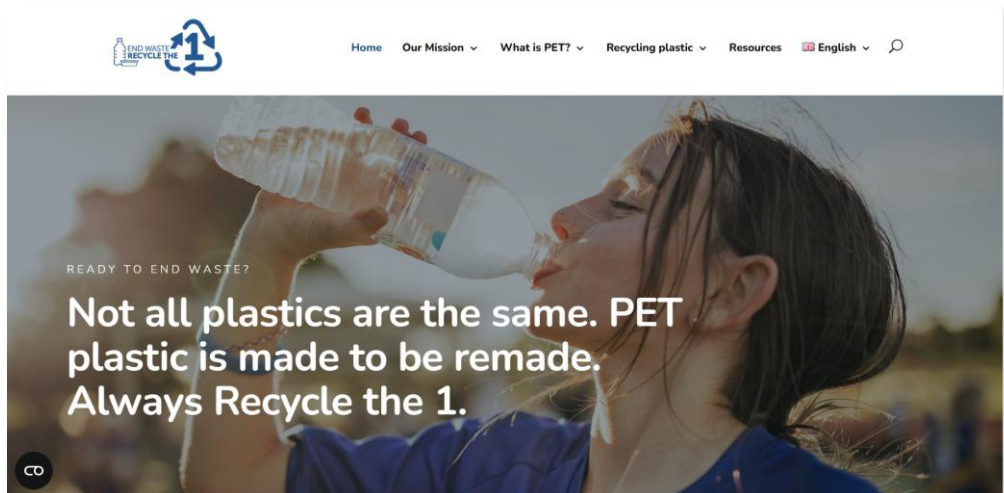 END WASTE
RECYCLE THE 1
Home Our Mission What is PET? Recycling plastic Resources English
READY TO END WASTE?
Not all plastics are the same. PET
plastic is made to be remade.
Always Recycle the 1.